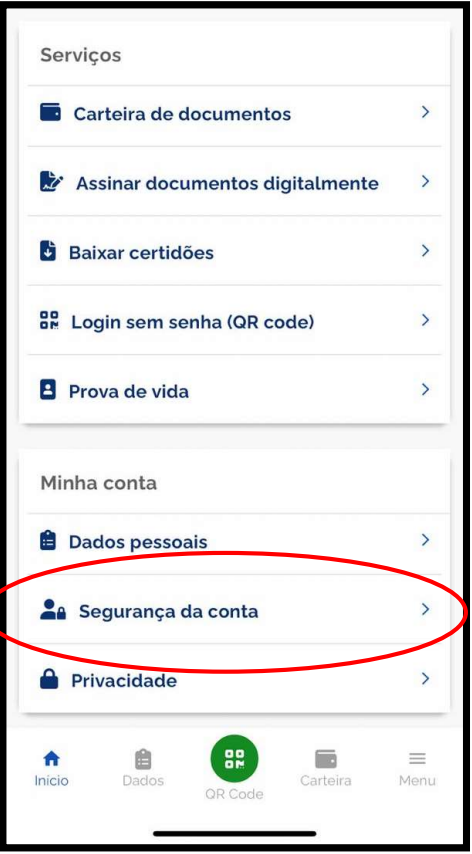 Serviços
Carteira de documentos
Assinar documentos digitalmente
Baixar certidões
Login sem senha (QR code)
Prova de vida
Minha conta
Dados pessoais
Segurança da conta
Privacidade
Início Dados QR Code Carteira Menu